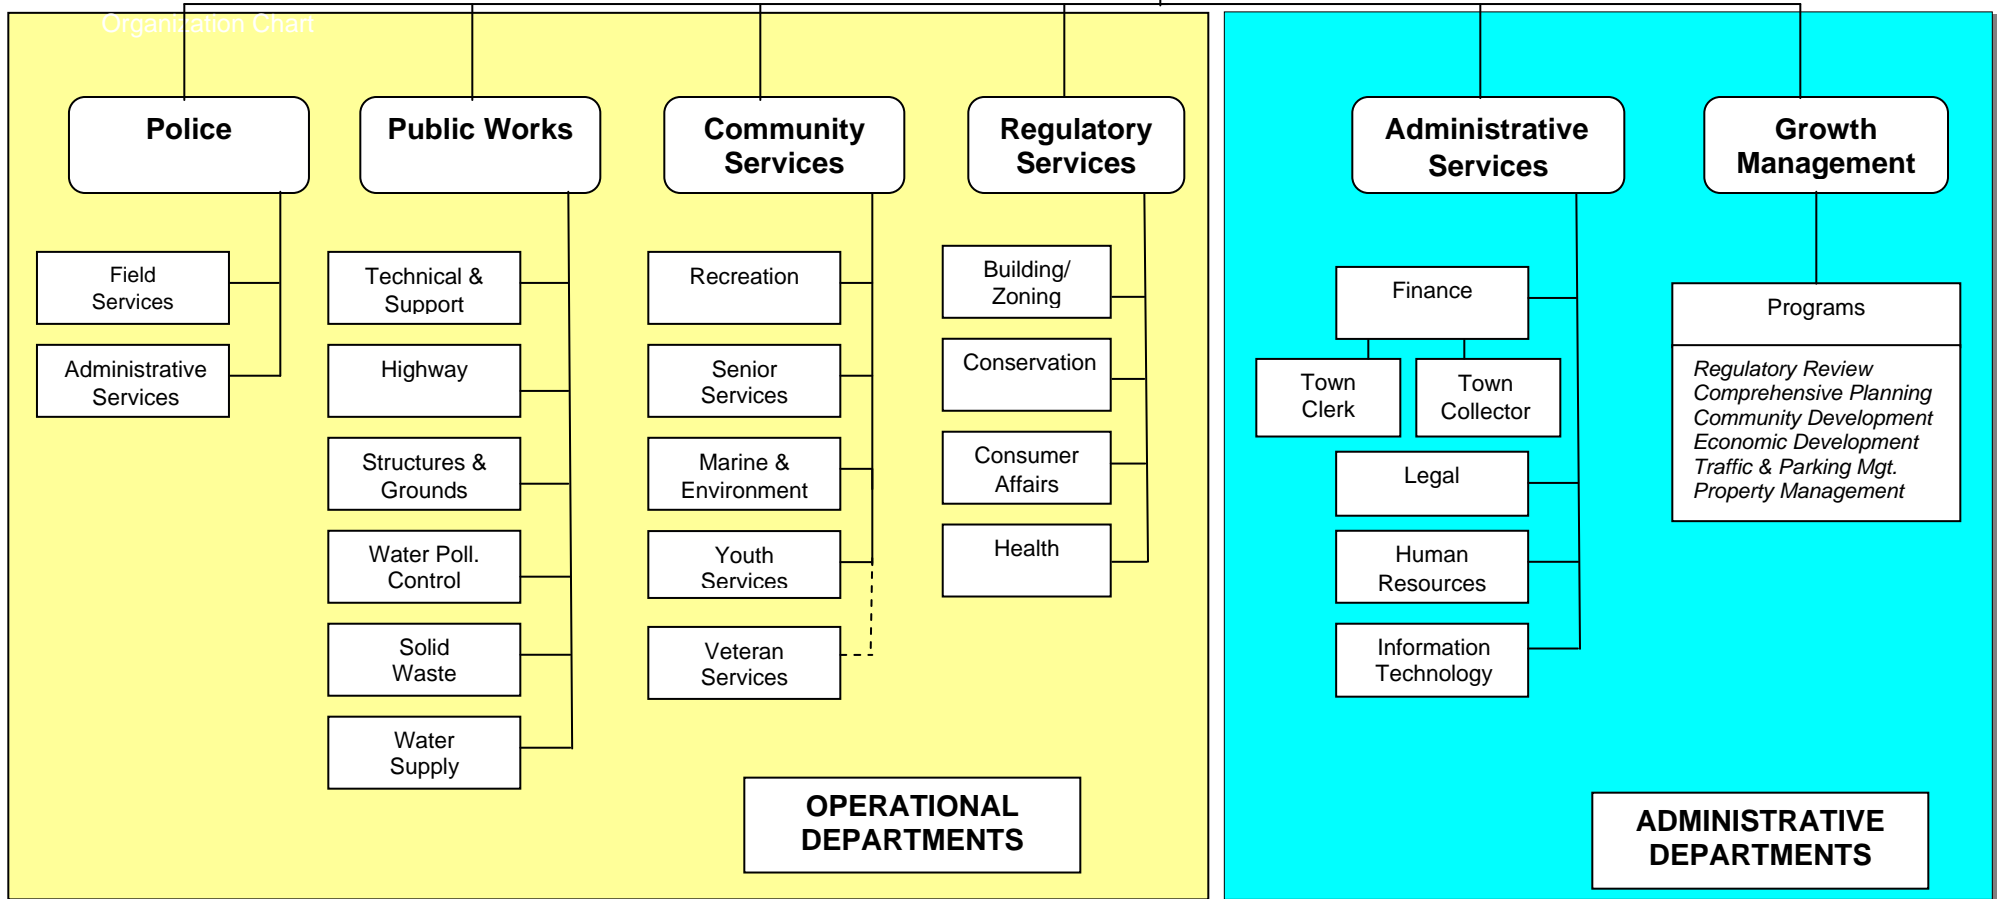 Organization Chart
Police
Public Works
Community
Services
Regulatory
Services
Administrative
Services
Growth
Management
Field
Services
Administrative
Services
Technical &
Support
Highway
Structures &
Grounds
Water Poll.
Control
Solid
Waste
Water
Supply
Recreation
Senior
Services
Marine &
Environment
Youth
Services
Veteran
Services
Building/
Zoning
Conservation
Consumer
Affairs
Health
Finance
Town
Clerk
Town
Collector
Legal
Human
Resources
Information
Technology
Programs
Regulatory Review
Comprehensive Planning
Community Development
Economic Development
Traffic & Parking Mgt.
Property Management
OPERATIONAL
DEPARTMENTS
ADMINISTRATIVE
DEPARTMENTS